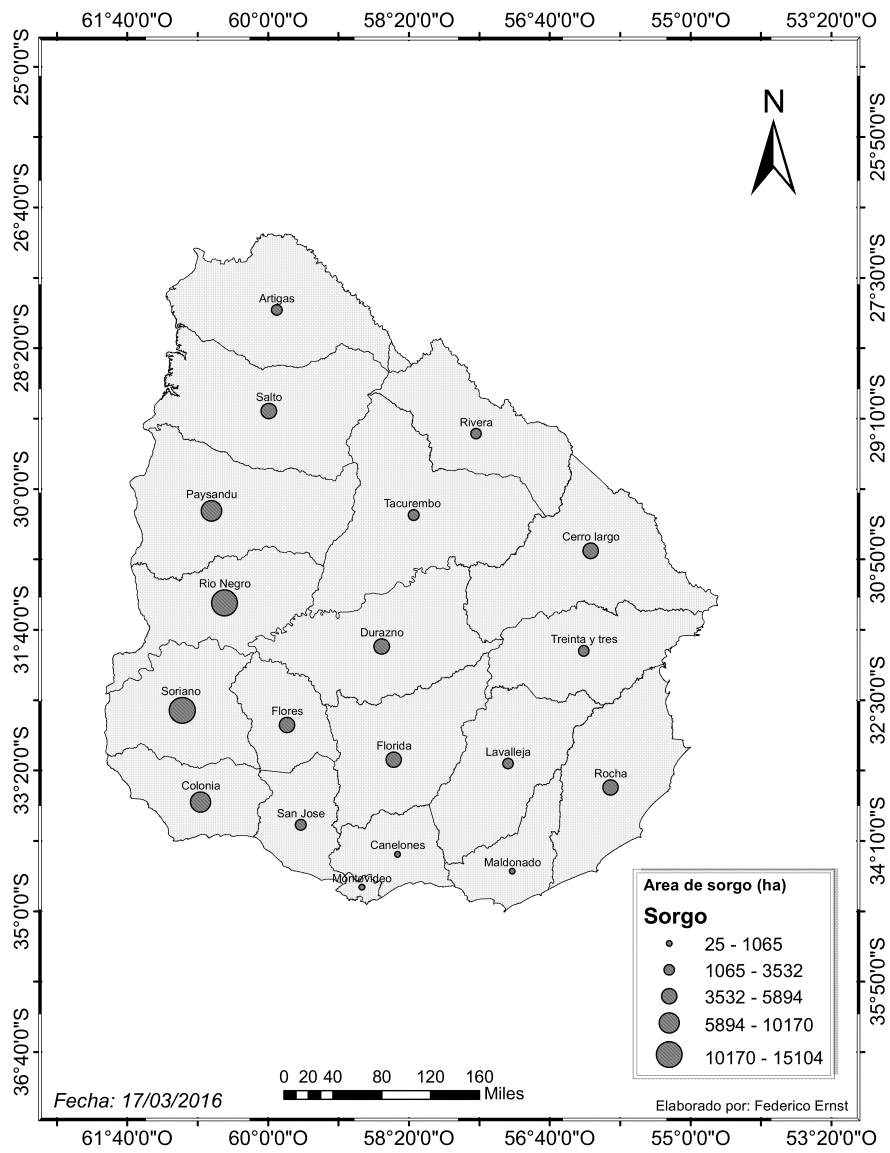 61°40'0"O 60°0'0"O 58°20'0"O 56°40'0"O 55°0'0"O 53°20'0"O
25°0'0"S
25°50'0"S
26°40'0"S
27°30'0"S
28°20'0"S
29°10'0"S
30°0'0"S
30°50'0"S
31°40'0"S
32°30'0"S
33°20'0"S
34°10'0"S
35°0'0"S
35°50'0"S
36°40'0"S
N
Artigas
Salto
Rivera
Paysandu
Tacurembo
Cerro largo
Rio Negro
Durazno
Treinta y tres
Soriano
Flores
Florida
Lavalleja
Rocha
Colonia
San Jose
Canelones
Maldonado
Montevideo
Area de sorgo (ha)
Sorgo
25 - 1065
1065 - 3532
3532 - 5894
5894 - 10170
10170 - 15104
0 20 40 80 120 160
Miles
Fecha: 17/03/2016
Elaborado por: Federico Ernst
61°40'0"O 60°0'0"O 58°20'0"O 56°40'0"O 55°0'0"O 53°20'0"O